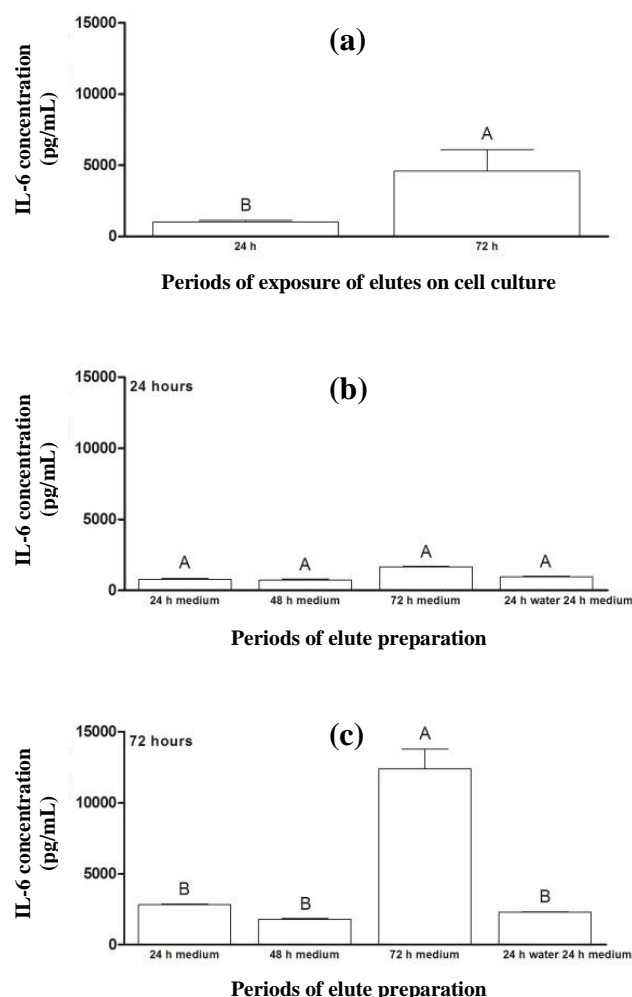 15000
(a)
10000
A
5000
B
0
24 h
72 h
IL-6 concentration
(pg/mL)
Periods of exposure of elutes on cell culture
15000
24 hours
(b)
10000
5000
A
A
A
A
0
24 h medium
48 h medium
72 h medium
24 h water 24 h medium
IL-6 concentration
(pg/mL)
Periods of elute preparation
15000
72 hours
(c)
A
10000
5000
B
B
B
0
24 h medium
48 h medium
72 h medium
24 h water 24 h medium
IL-6 concentration
(pg/mL)
Periods of elute preparation